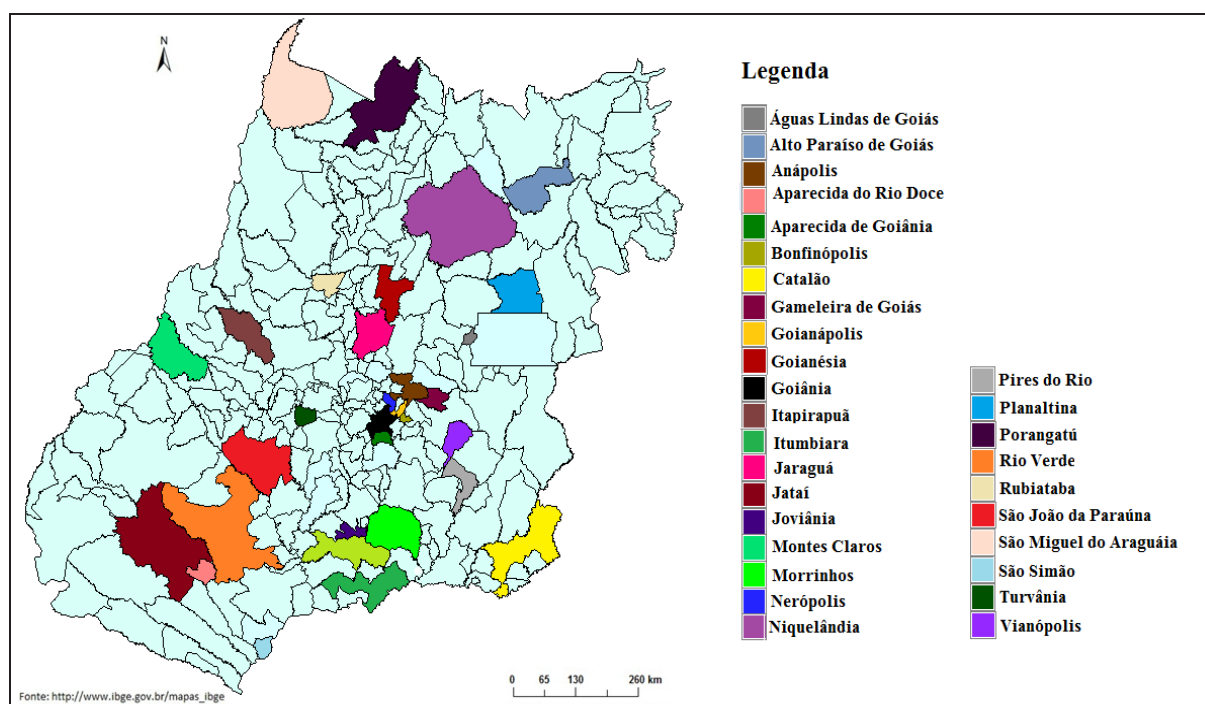 N
Legenda
Águas Lindas de Goiás
Alto Paraíso de Goiás
Anápolis
Aparecida do Rio Doce
Aparecida de Goiânia
Bonfinópolis
Catalão
Gameleira de Goiás
Goianápolis
Goianésia
Goiânia
Itapirapuã
Itumbiara
Jaraguá
Jataí
Joviânia
Montes Claros
Morrinhos
Nerópolis
Niquelândia
Pires do Rio
Planaltina
Porangatú
Rio Verde
Rubiataba
São João da Paraúna
São Miguel do Araguáia
São Simão
Turvânia
Vianópolis
0 65 130 260 km
Fonte: http://www.ibge.gov.br/mapas_ibge